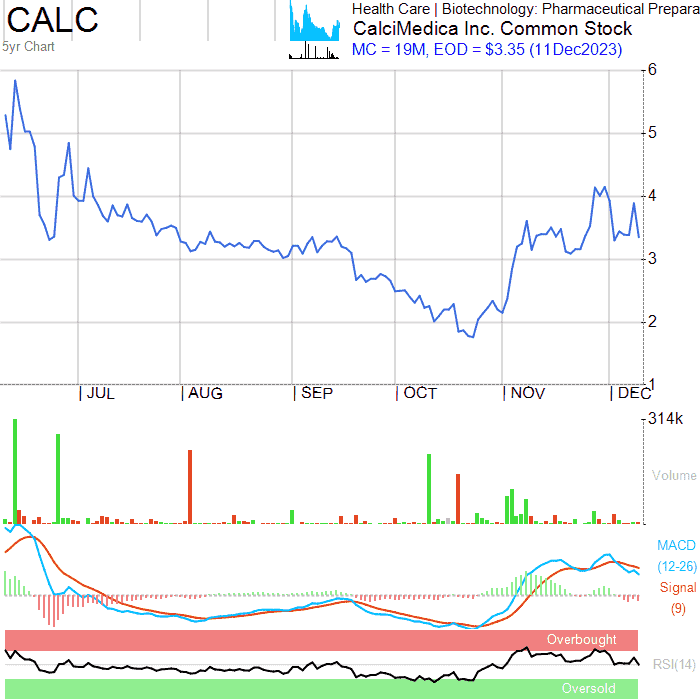 CALC
5yr Chart
Health Care | Biotechnology: Pharmaceutical Prepara
CalciMedica Inc. Common Stock
MC = 19M, EOD = $3.35 (11Dec2023)
6
5
4
3
2
1
JUL AUG SEP OCT NOV DEC
314k
Volume
MACD
(12-26)
Signal
(9)
Overbought
RSI(14)
Oversold